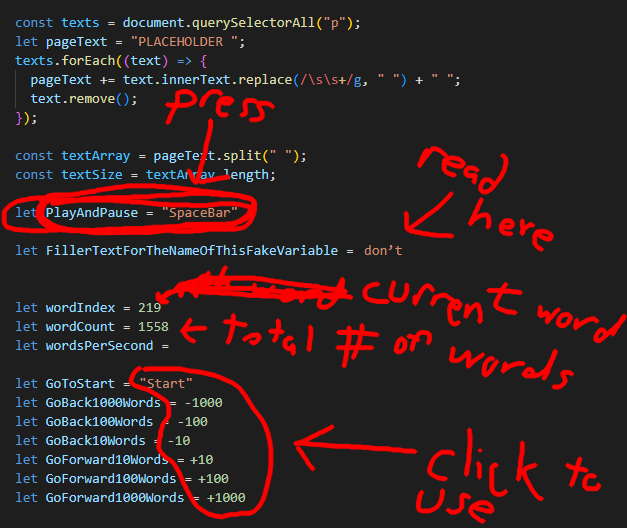 const texts = document.querySelectorAll("p");
let pageText = "PLACEHOLDER ";
texts.forEach((text) => {
pageText += text.innerText.replace(/\s\s+/g, " ") + " ";
text.remove();
});
press
const textArray = pageText.split(" ");
const textSize = textArray.length;
read
here
let PlayAndPause = "SpaceBar"
let FillerTextForTheNameOfThisFakeVariable = don’t
let wordIndex = 219
current word
let wordCount = 1558
total # on words
let wordsPerSecond =
let GoToStart = "Start"
let GoBack1000Words = -1000
let GoBack100Words = -100
let GoBack10Words = -10
let GoForward10Words = +10
let GoForward100Words = +100
let GoForward1000Words = +1000
click to
use